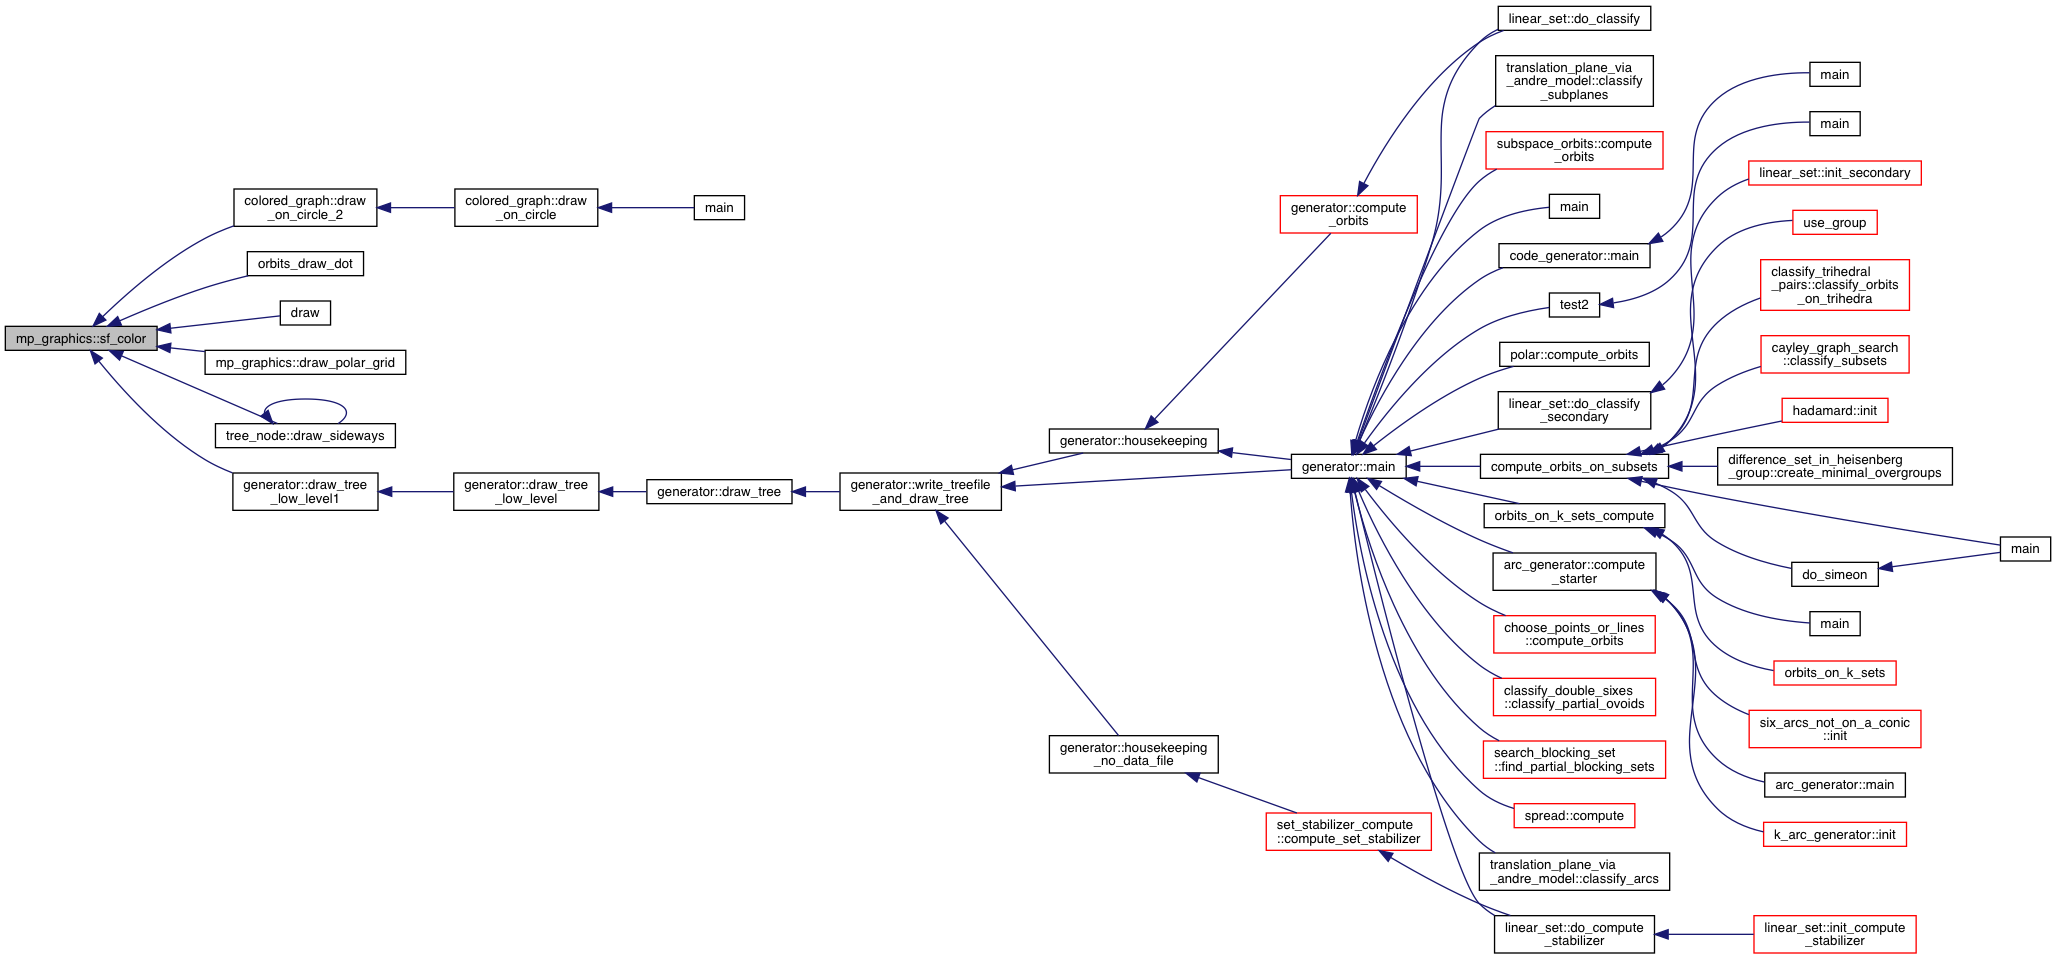 mp_graphics::sf_color
colored_graph::draw
_on_circle_2
colored_graph::draw
_on_circle
main
orbits_draw_dot
draw
mp_graphics::draw_polar_grid
tree_node::draw_sideways
generator::draw_tree
_low_level1
generator::draw_tree
_low_level
generator::draw_tree
generator::write_treefile
_and_draw_tree
generator::housekeeping
generator::housekeeping
_no_data_file
generator::compute
_orbits
generator::main
set_stabilizer_compute
::compute_set_stabilizer
linear_set::do_classify
translation_plane_via
_andre_model::classify
_subplanes
subspace_orbits::compute
_orbits
main
code_generator::main
test2
polar::compute_orbits
linear_set::do_classify
_secondary
compute_orbits_on_subsets
orbits_on_k_sets_compute
arc_generator::compute
_starter
choose_points_or_lines
::compute_orbits
classify_double_sixes
::classify_partial_ovoids
search_blocking_set
::find_partial_blocking_sets
spread::compute
translation_plane_via
_andre_model::classify_arcs
linear_set::do_compute
_stabilizer
main
main
linear_set::init_secondary
use_group
classify_trihedral
_pairs::classify_orbits
_on_trihedra
cayley_graph_search
::classify_subsets
hadamard::init
difference_set_in_heisenberg
_group::create_minimal_overgroups
main
do_simeon
main
orbits_on_k_sets
six_arcs_not_on_a_conic
::init
arc_generator::main
k_arc_generator::init
linear_set::init_compute
_stabilizer